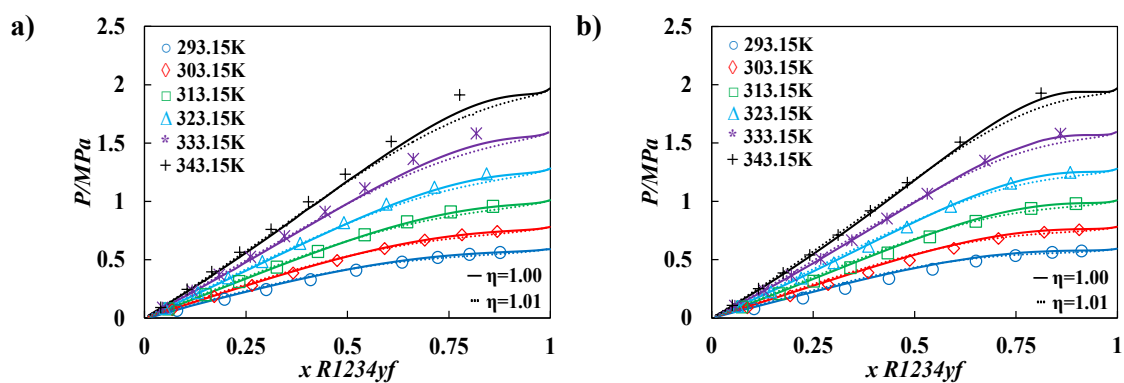 a)
P/MPa
2.5
2
1.5
1
0.5
0
293.15K
303.15K
313.15K
323.15K
333.15K
343.15K
η=1.00
η=1.01
0 0.25 0.5 0.75 1
x R1234yf
b)
P/MPa
2.5
2
1.5
1
0.5
0
293.15K
303.15K
313.15K
323.15K
333.15K
343.15K
η=1.00
η=1.01
0 0.25 0.5 0.75 1
x R1234yf